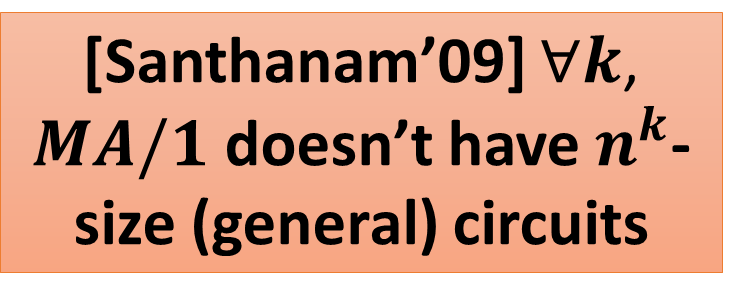 [Santhanam’09] ∀k,
MA/1 doesn’t have n^k-
size (general) circuits